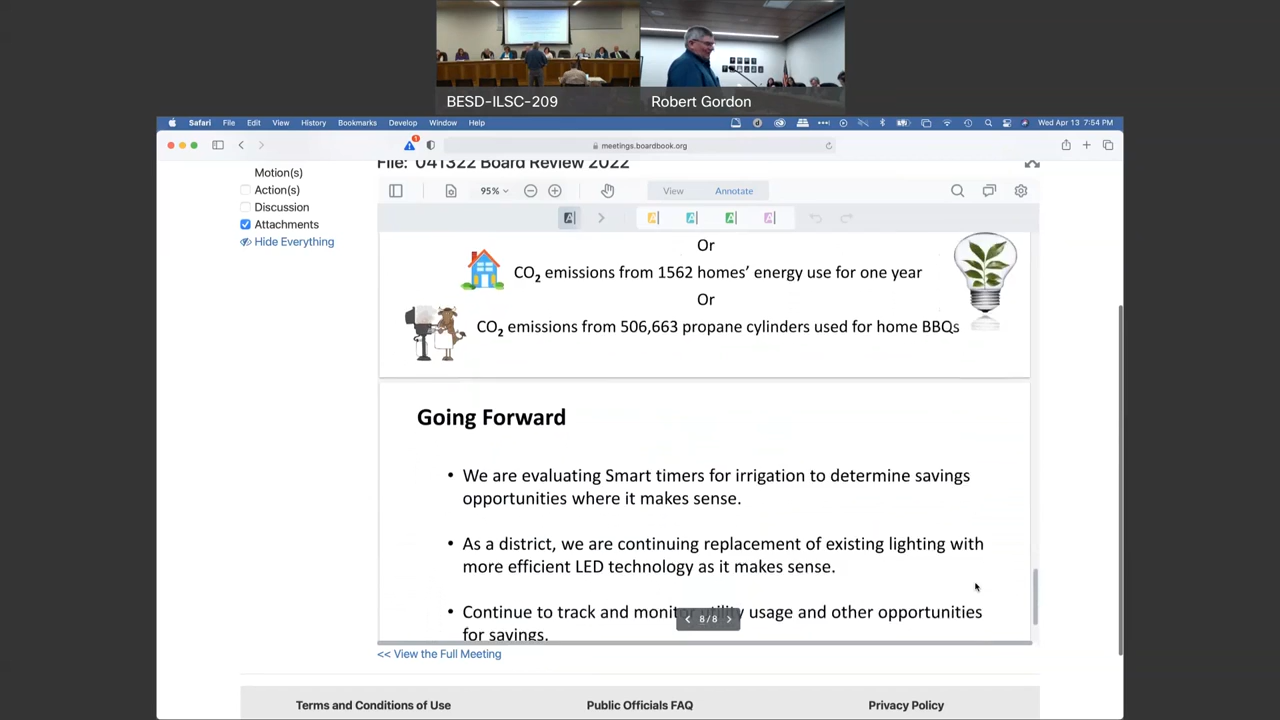 BESD-ILSC-209
Robert Gordon
Safari File Edit View History Bookmarks Develop Window Help
Wed Apr 13 7:54 PM
meetings.boardbook.org
Motion(s)
Action(s)
Discussion
Attachments
Hide Everything
File: 041322 Board Review 2022
95%
View
Annotate
Or
CO₂ emissions from 1562 homes’ energy use for one year
Or
CO₂ emissions from 506,663 propane cylinders used for home BBQs
Going Forward
• We are evaluating Smart timers for irrigation to determine savings
opportunities where it makes sense.
• As a district, we are continuing replacement of existing lighting with
more efficient LED technology as it makes sense.
• Continue to track and monitor utility usage and other opportunities
for savings.
8/8
<< View the Full Meeting
Terms and Conditions of Use
Public Officials FAQ
Privacy Policy